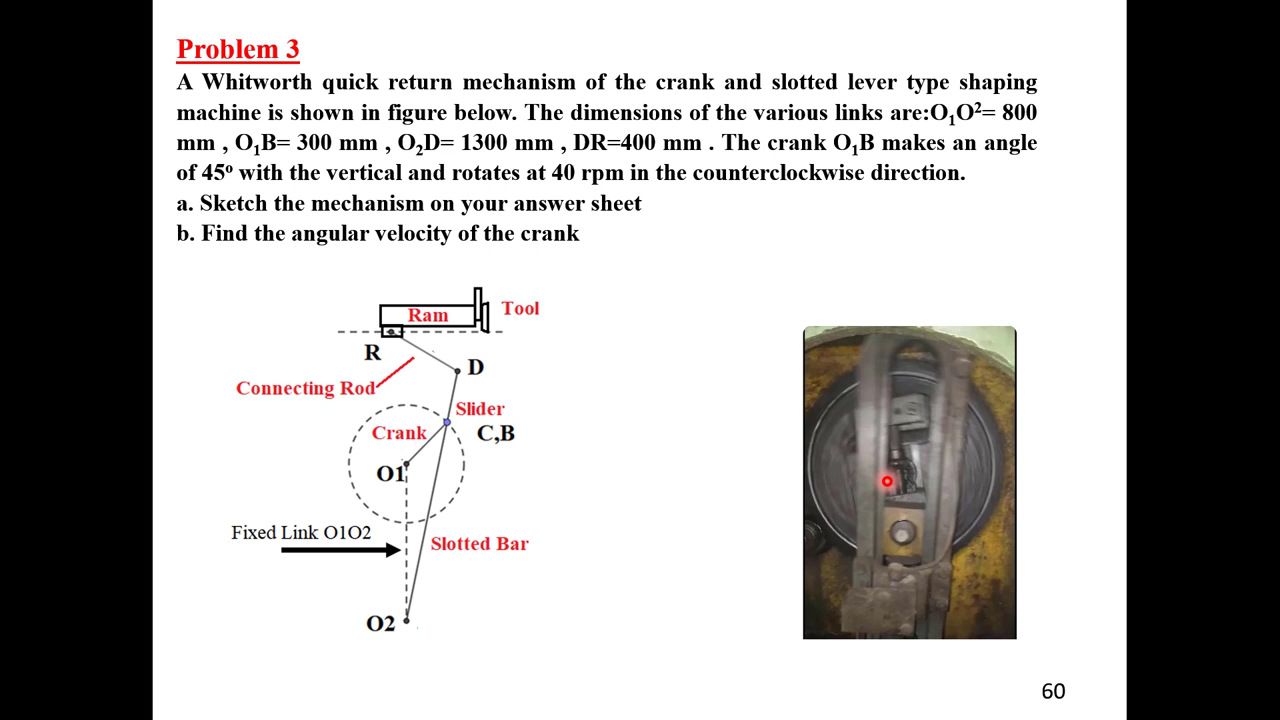 Problem 3
A Whitworth quick return mechanism of the crank and slotted lever type shaping
machine is shown in figure below. The dimensions of the various links are:O₁O²= 800
mm , O₁B= 300 mm , O₂D= 1300 mm , DR=400 mm . The crank O₁B makes an angle
of 45º with the vertical and rotates at 40 rpm in the counterclockwise direction.
a. Sketch the mechanism on your answer sheet
b. Find the angular velocity of the crank
Tool
Ram
R
D
Connecting Rod
Slider
Crank
C,B
O1
Fixed Link O1O2
Slotted Bar
O2
60